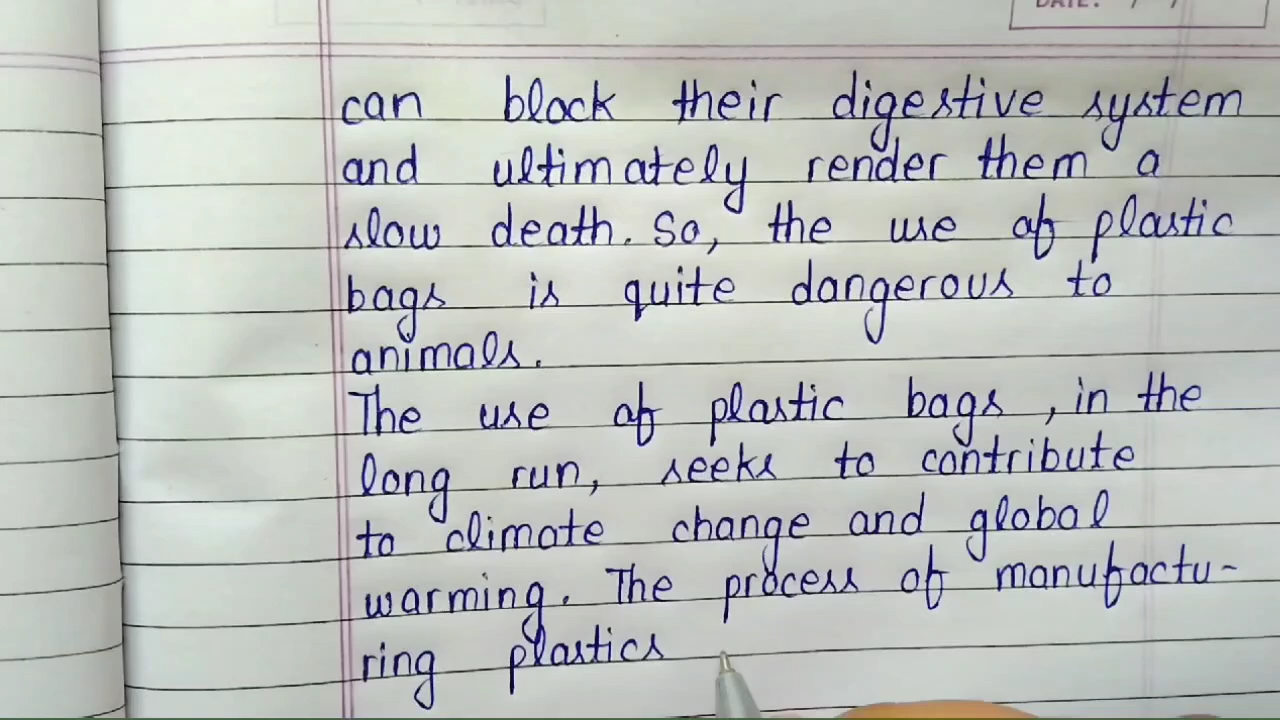 DATE: / /
can block their digestive system
and ultimately render them a
slow death. So, the use of plastic
bags is quite dangerous to
animals.
The use of plastic bags, in the
long run, seeks to contribute
to climate change and global
warming. The process of manufactu-
ring plastics